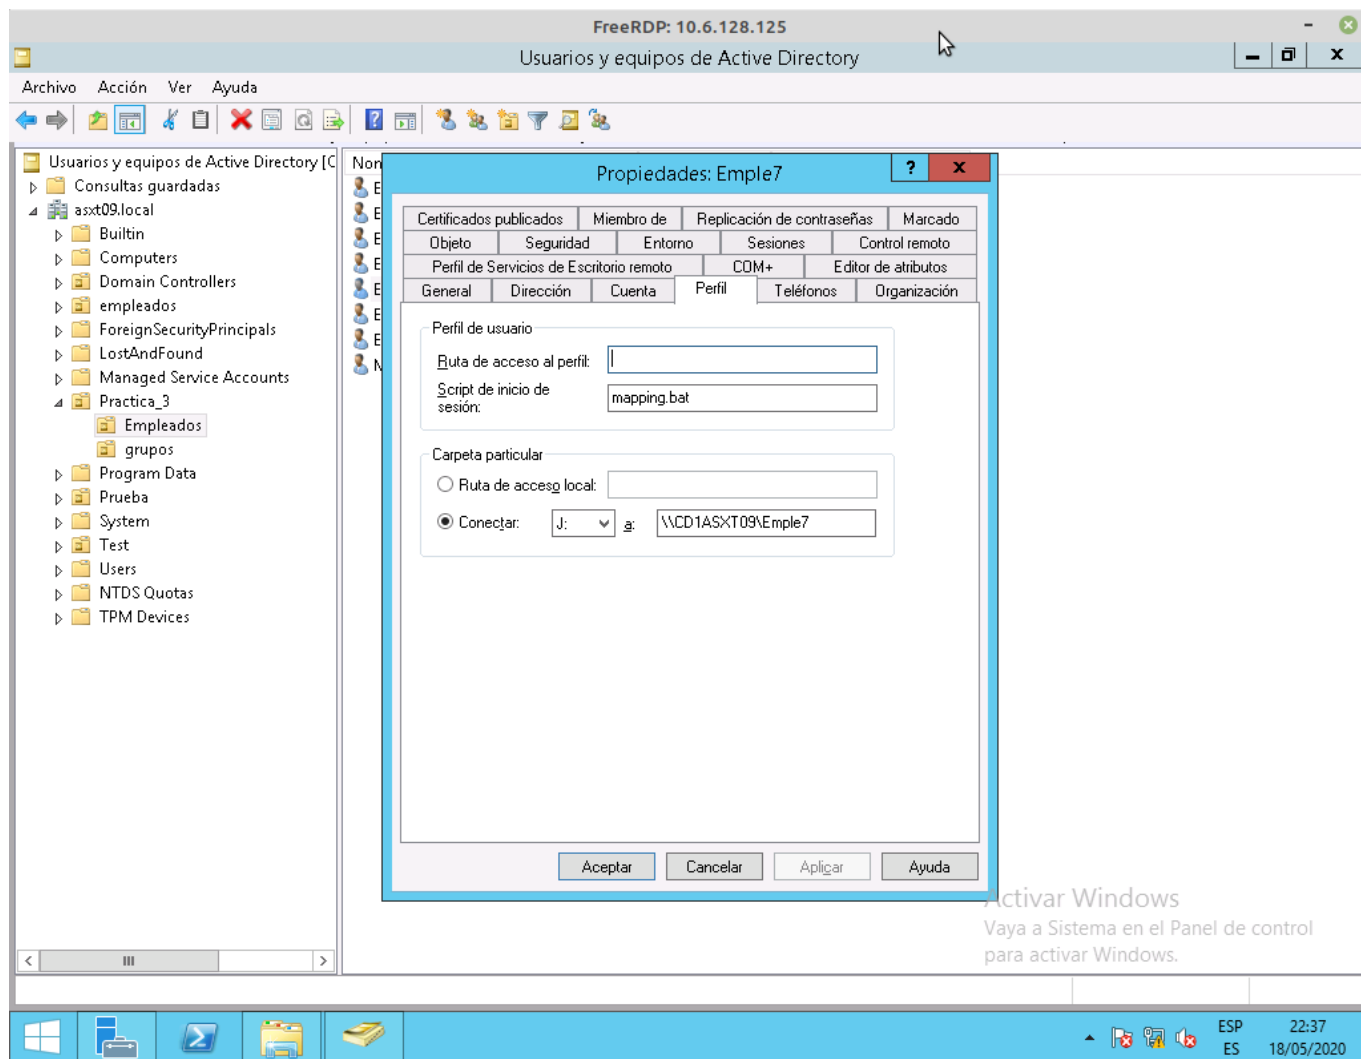 FreeRDP: 10.6.128.125
Usuarios y equipos de Active Directory
Archivo Acción Ver Ayuda
Usuarios y equipos de Active Directory [C
Consultas guardadas
asxt09.local
Builtin
Computers
Domain Controllers
empleados
ForeignSecurityPrincipals
LostAndFound
Managed Service Accounts
Practica_3
Empleados
grupos
Program Data
Prueba
System
Test
Users
NTDS Quotas
TPM Devices
Non
E
E
E
E
E
E
E
N
Propiedades: Emple7
? x
Certificados publicados Miembro de Replicación de contraseñas Marcado
Objeto Seguridad Entorno Sesiones Control remoto
Perfil de Servicios de Escritorio remoto COM+ Editor de atributos
General Dirección Cuenta Perfil Teléfonos Organización
Perfil de usuario
Ruta de acceso al perfil:
Script de inicio de
sesión:
mapping.bat
Carpeta particular
Ruta de acceso local:
Conectar: J: a: \\CD1ASXT09\Emple7
Aceptar Cancelar Aplicar Ayuda
Activar Windows
Vaya a Sistema en el Panel de control
para activar Windows.
ESP 22:37
ES 18/05/2020